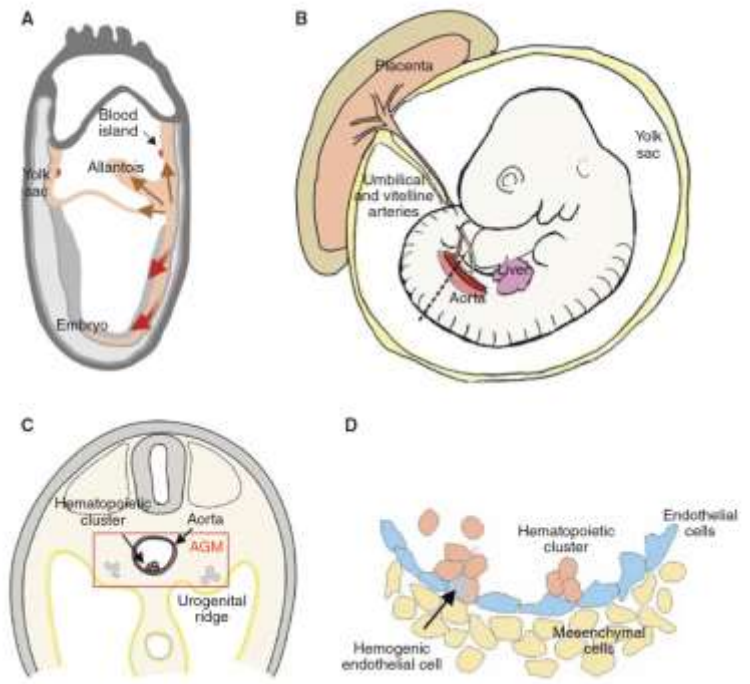 A
Blood
island
Allantois
Yolk
sac
Embryo
B
Placenta
Yolk
sac
Umbilical
and vitelline
arteries
Liver
Aorta
C
Hematopoietic
cluster
Aorta
AGM
Urogenital
ridge
D
Endothelial
cells
Hematopoietic
cluster
Mesenchymal
cells
Hemogenic
endothelial cell